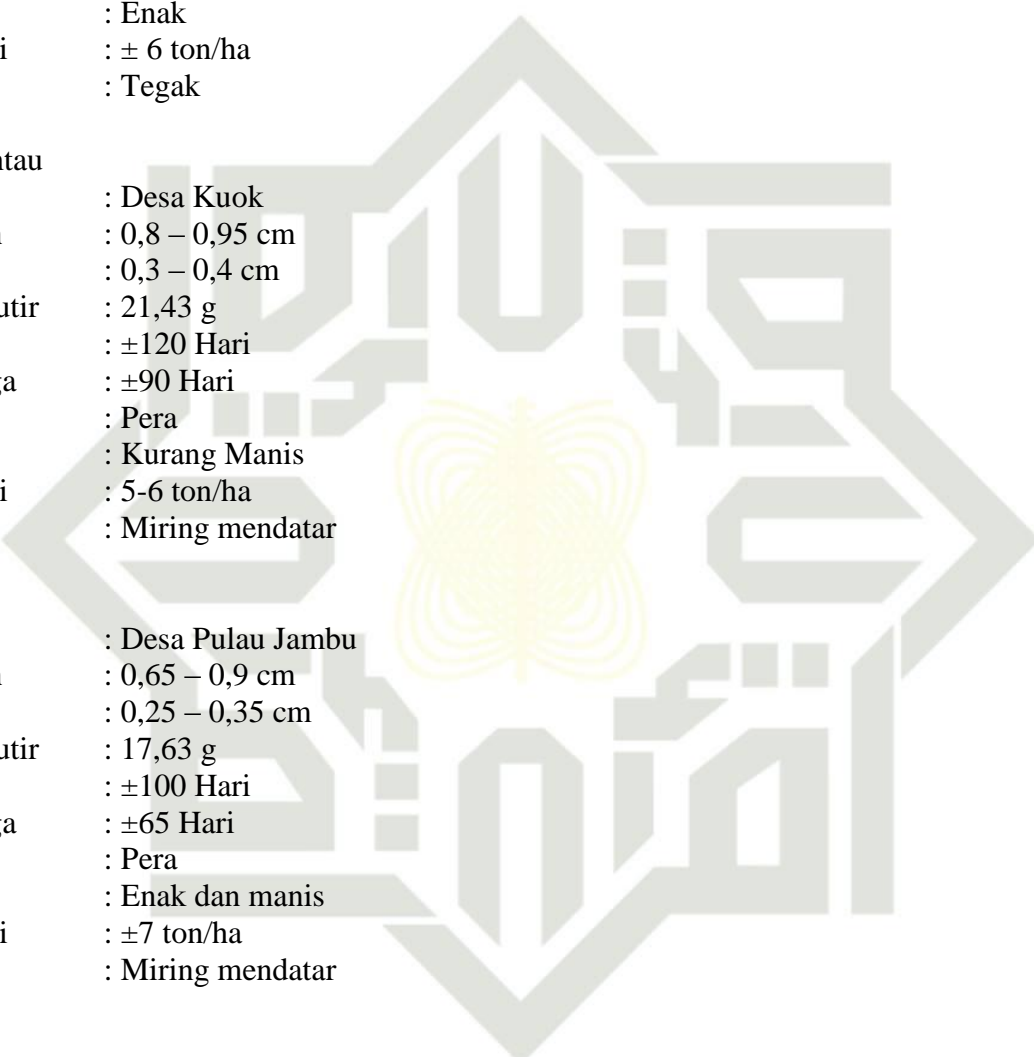 : Enak
i : ± 6 ton/ha
: Tegak
ntau
: Desa Kuok
n : 0,8 – 0,95 cm
: 0,3 – 0,4 cm
utir : 21,43 g
: ±120 Hari
ga : ±90 Hari
: Pera
: Kurang Manis
i : 5-6 ton/ha
: Miring mendatar
: Desa Pulau Jambu
n : 0,65 – 0,9 cm
: 0,25 – 0,35 cm
utir : 17,63 g
: ±100 Hari
ga : ±65 Hari
: Pera
: Enak dan manis
i : ±7 ton/ha
: Miring mendatar